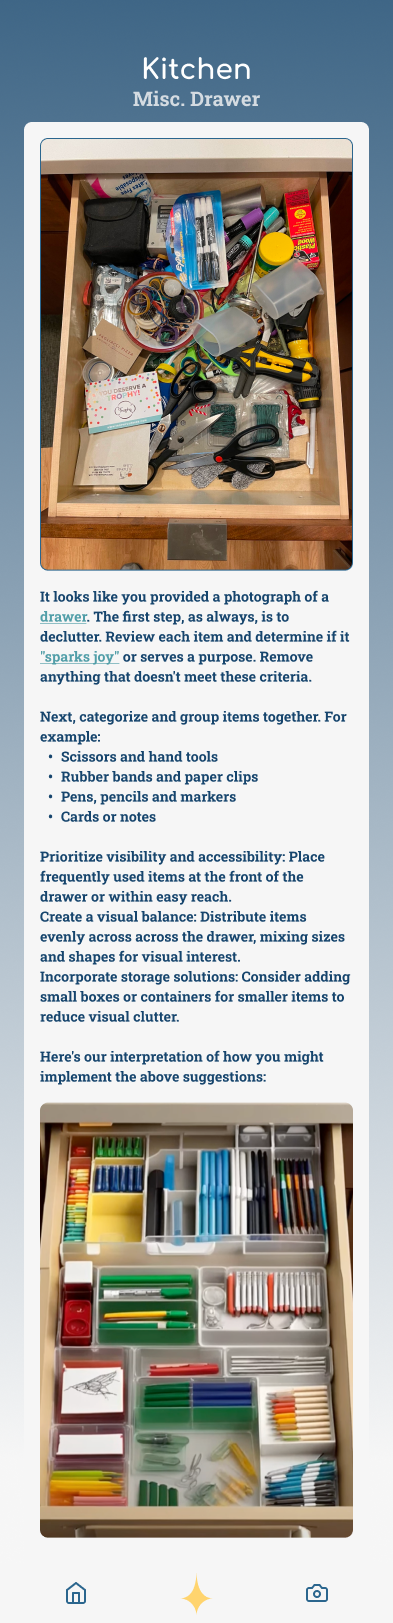 Kitchen
Misc. Drawer
YOU DESERVE A
TROPHY!
It looks like you provided a photograph of a
drawer. The first step, as always, is to
declutter. Review each item and determine if it
"sparks joy" or serves a purpose. Remove
anything that doesn't meet these criteria.
Next, categorize and group items together. For
example:
• Scissors and hand tools
• Rubber bands and paper clips
• Pens, pencils and markers
• Cards or notes
Prioritize visibility and accessibility: Place
frequently used items at the front of the
drawer or within easy reach.
Create a visual balance: Distribute items
evenly across across the drawer, mixing sizes
and shapes for visual interest.
Incorporate storage solutions: Consider adding
small boxes or containers for smaller items to
reduce visual clutter.
Here's our interpretation of how you might
implement the above suggestions: